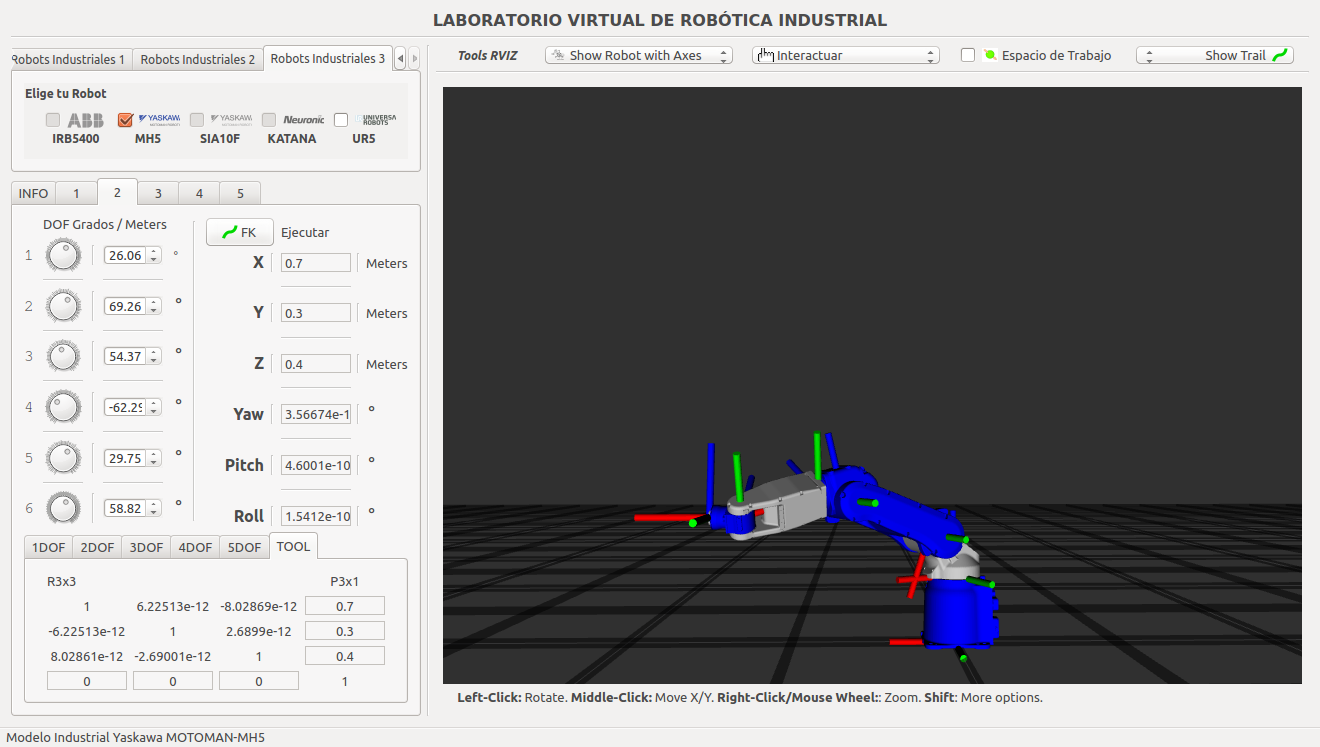 LABORATORIO VIRTUAL DE ROBÓTICA INDUSTRIAL
Robots Industriales 1 Robots Industriales 2 Robots Industriales 3
Tools RVIZ Show Robot with Axes Interactuar Espacio de Trabajo Show Trail
Elige tu Robot
ABB YASKAWA YASKAWA Neuronics UNIVERSA ROBOTS
IRB5400 MH5 SIA10F KATANA UR5
INFO 1 2 3 4 5
DOF Grados / Meters
FK Ejecutar
1 26.06 °
X 0.7 Meters
2 69.26 °
Y 0.3 Meters
3 54.37 °
Z 0.4 Meters
4 -62.29 °
Yaw 3.56674e-1 °
5 29.75 °
Pitch 4.6001e-10 °
6 58.82 °
Roll 1.5412e-10 °
1DOF 2DOF 3DOF 4DOF 5DOF TOOL
R3x3 P3x1
1 6.22513e-12 -8.02869e-12 0.7
-6.22513e-12 1 2.6899e-12 0.3
8.02861e-12 -2.69001e-12 1 0.4
0 0 0 1
Left-Click: Rotate. Middle-Click: Move X/Y. Right-Click/Mouse Wheel:: Zoom. Shift: More options.
Modelo Industrial Yaskawa MOTOMAN-MH5